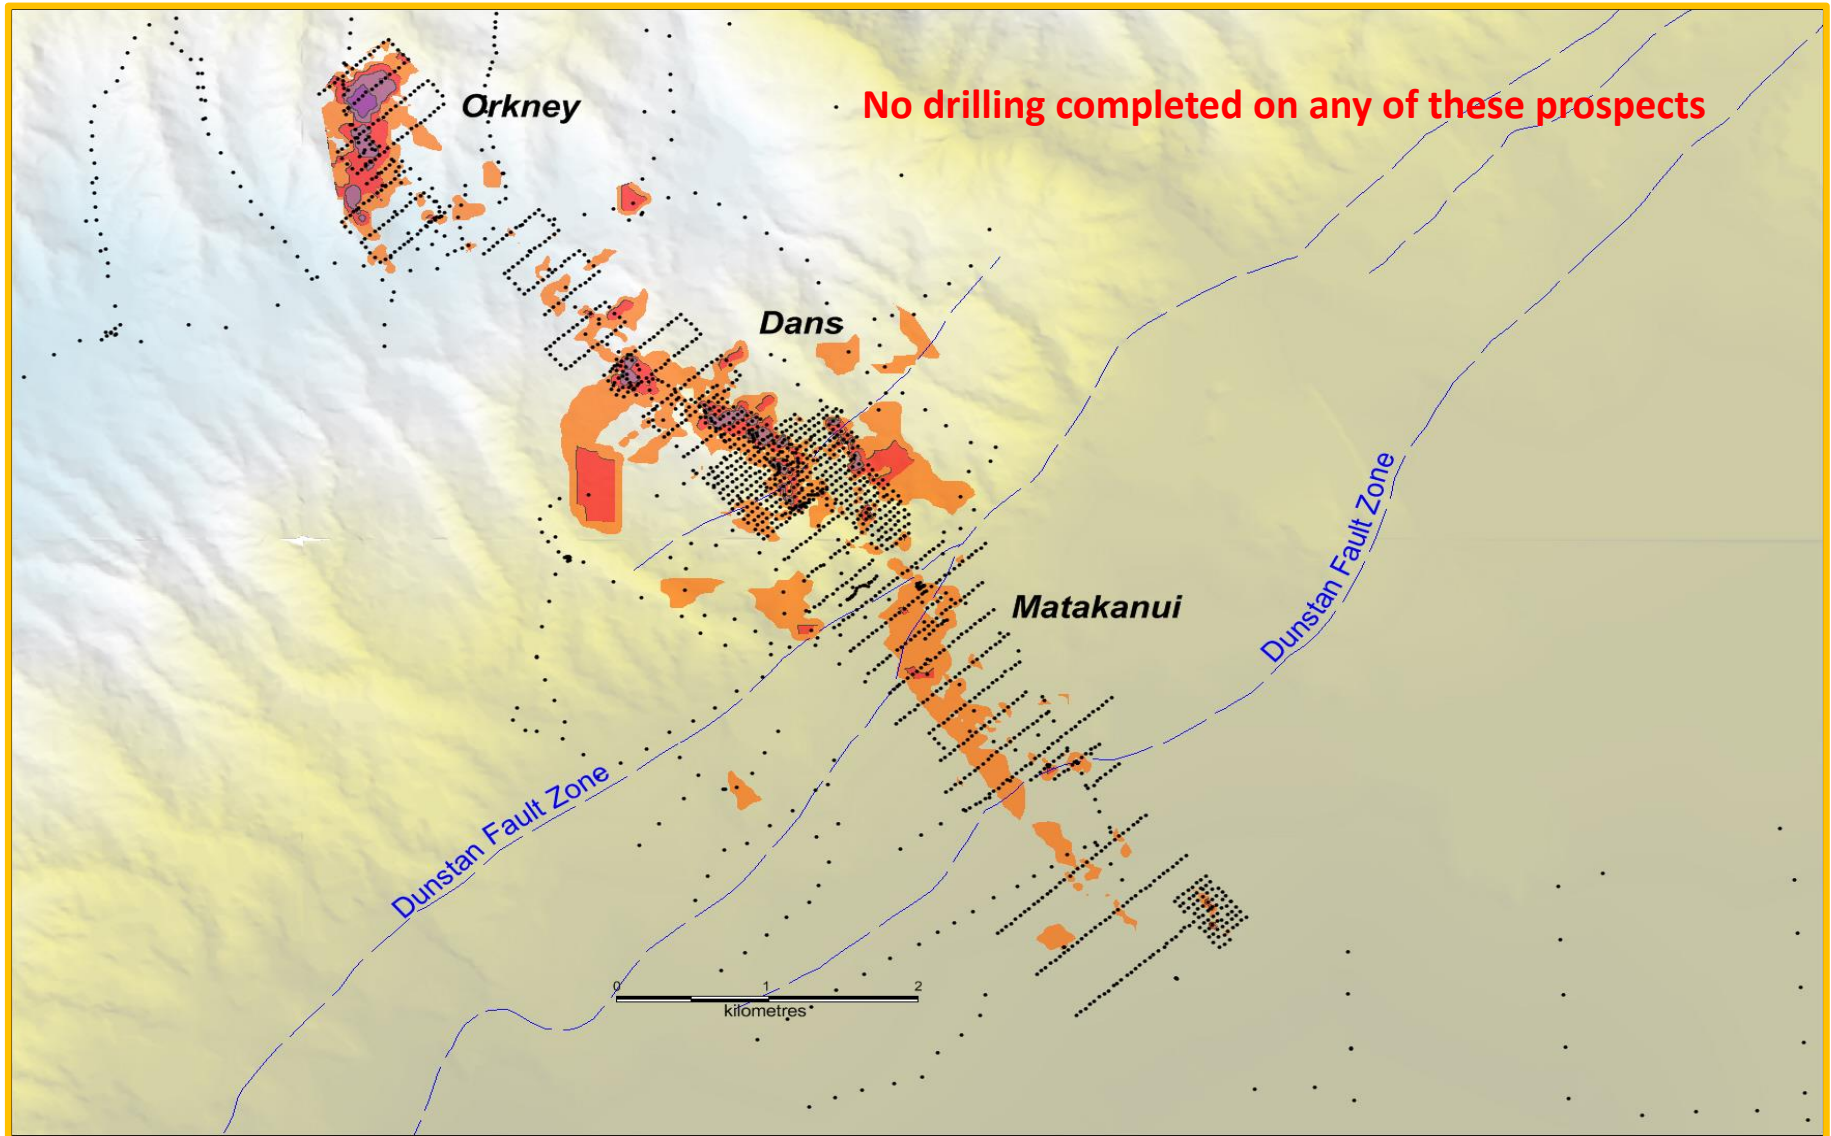 Orkney
No drilling completed on any of these prospects
Dans
Dunstan Fault Zone
Matakanui
Dunstan Fault Zone
0 1 2
kilometres